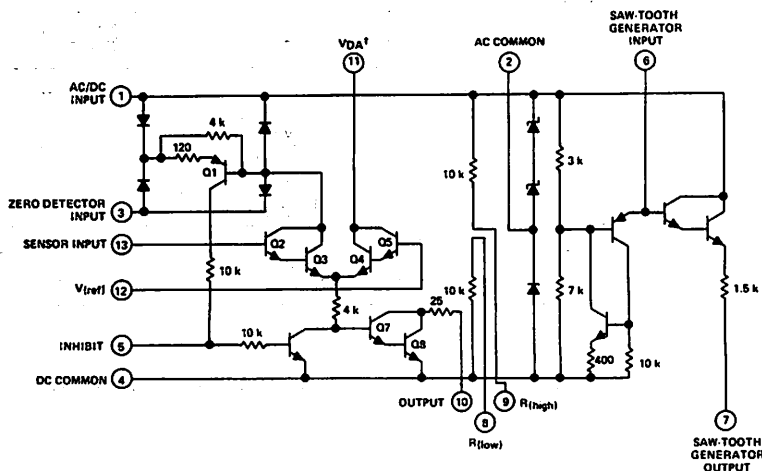 SAW-TOOTH
GENERATOR
INPUT
VDA†
AC COMMON
11
2
6
AC/DC
INPUT
1
4 k
120
Q1
10 k
3 k
ZERO DETECTOR
INPUT
3
SENSOR INPUT
13
Q2
Q3
Q4
Q5
10 k
V(ref)
12
4 k
10 k
7 k
1.5 k
25
INHIBIT
5
10 k
Q7
Q8
400
10 k
DC COMMON
4
OUTPUT
10
8
R(low)
9
R(high)
7
SAW-TOOTH
GENERATOR
OUTPUT